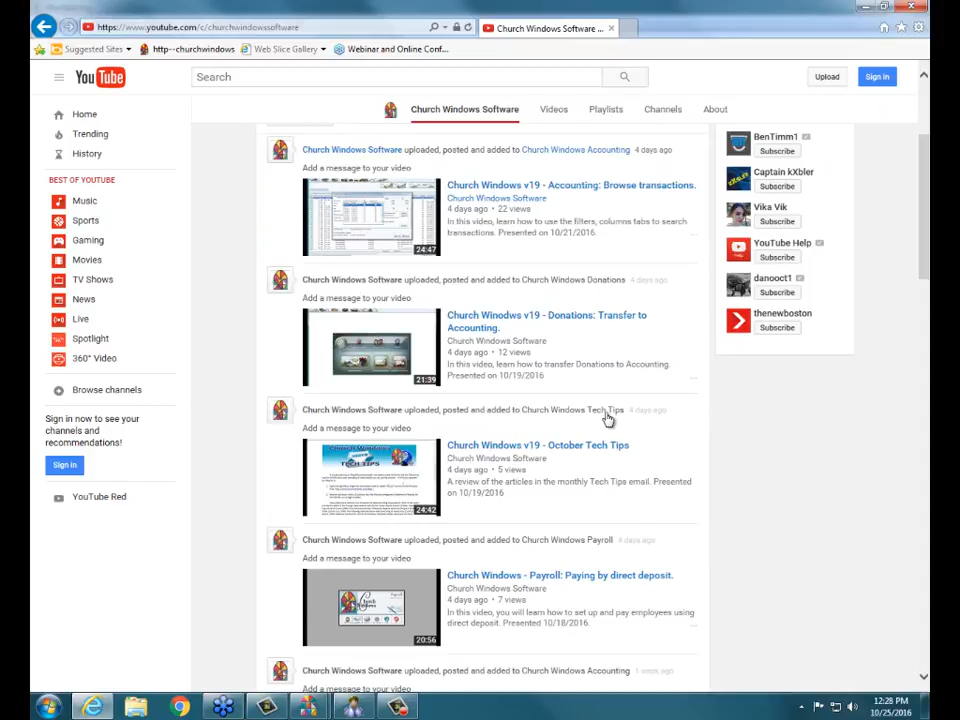 https://www.youtube.com/c/churchwindowssoftware
Church Windows Software ...
Suggested Sites
http--churchwindows
Web Slice Gallery
Webinar and Online Conf...
YouTube
Search
Upload
Sign in
Church Windows Software
Videos
Playlists
Channels
About
Home
Trending
History
BEST OF YOUTUBE
Music
Sports
Gaming
Movies
TV Shows
News
Live
Spotlight
360° Video
Browse channels
Sign in now to see your
channels and
recommendations!
Sign in
YouTube Red
Church Windows Software uploaded, posted and added to Church Windows Accounting 4 days ago
Add a message to your video
24:47
Church Windows v19 - Accounting: Browse transactions.
Church Windows Software
4 days ago • 22 views
In this video, learn how to use the filters, columns tabs to search
transactions. Presented on 10/21/2016.
Church Windows Software uploaded, posted and added to Church Windows Donations 4 days ago
Add a message to your video
21:39
Church Windows v19 - Donations: Transfer to
Accounting.
Church Windows Software
4 days ago • 12 views
In this video, learn how to transfer Donations to Accounting.
Presented on 10/19/2016
Church Windows Software uploaded, posted and added to Church Windows Tech Tips 4 days ago
Add a message to your video
TECH TIPS
24:42
Church Windows v19 - October Tech Tips
Church Windows Software
4 days ago • 5 views
A review of the articles in the monthly Tech Tips email. Presented
on 10/19/2016
Church Windows Software uploaded, posted and added to Church Windows Payroll 4 days ago
Add a message to your video
20:56
Church Windows - Payroll: Paying by direct deposit.
Church Windows Software
4 days ago • 7 views
In this video, you will learn how to set up and pay employees using
direct deposit. Presented 10/18/2016.
Church Windows Software uploaded, posted and added to Church Windows Accounting 1 week ago
Add a message to your video
BenTimm1
Subscribe
Captain kXbler
Subscribe
Vika Vik
Subscribe
YouTube Help
Subscribe
danooct1
Subscribe
thenewboston
Subscribe
12:28 PM
10/25/2016